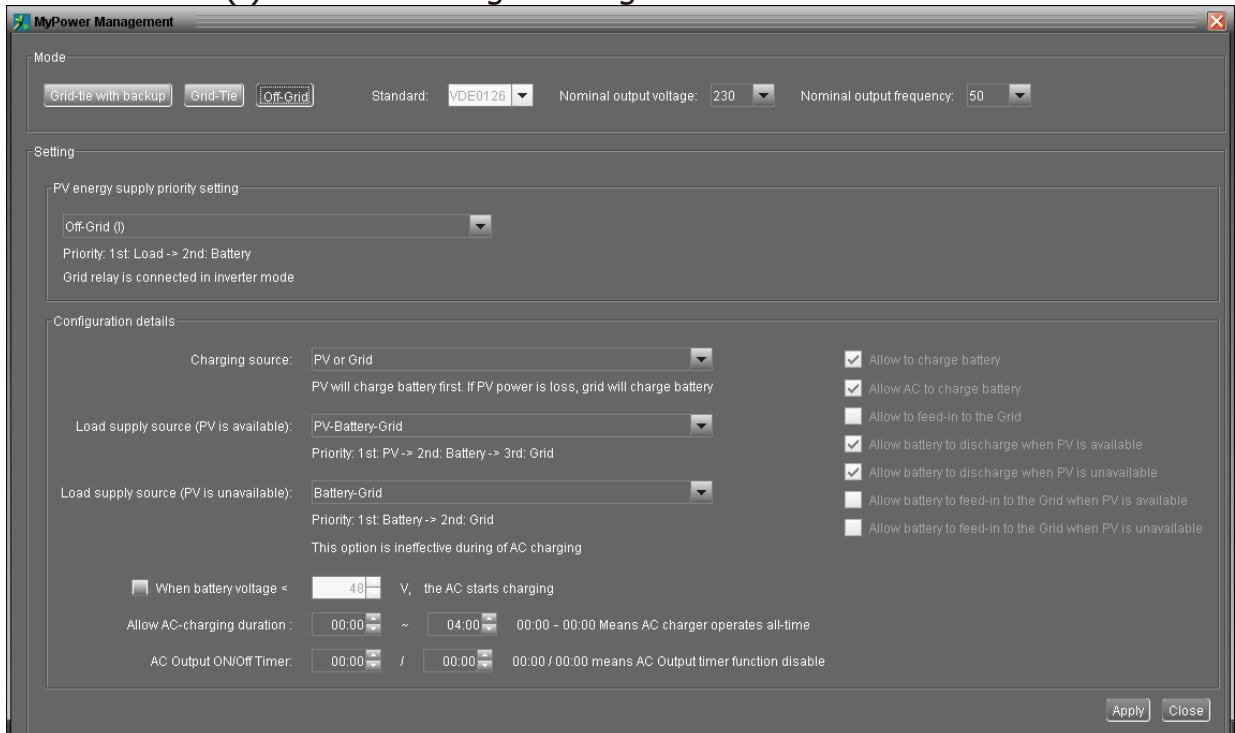 MyPower Management
Mode
Grid-tie with backup Grid-Tie Off-Grid Standard: VDE0126 Nominal output voltage: 230 Nominal output frequency: 50
Setting
PV energy supply priority setting
Off-Grid (I)
Priority: 1st: Load -> 2nd: Battery
Grid relay is connected in inverter mode
Configuration details
Charging source: PV or Grid
PV will charge battery first. If PV power is loss, grid will charge battery
Load supply source (PV is available): PV-Battery-Grid
Priority: 1st: PV -> 2nd: Battery -> 3rd: Grid
Load supply source (PV is unavailable): Battery-Grid
Priority: 1st: Battery -> 2nd: Grid
This option is ineffective during of AC charging
When battery voltage < 48 V, the AC starts charging
Allow AC-charging duration : 00:00 ~ 04:00 00:00 - 00:00 Means AC charger operates all-time
AC Output ON/Off Timer: 00:00 / 00:00 00:00 / 00:00 means AC Output timer function disable
Allow to charge battery
Allow AC to charge battery
Allow to feed-in to the Grid
Allow battery to discharge when PV is available
Allow battery to discharge when PV is unavailable
Allow battery to feed-in to the Grid when PV is available
Allow battery to feed-in to the Grid when PV is unavailable
Apply Close